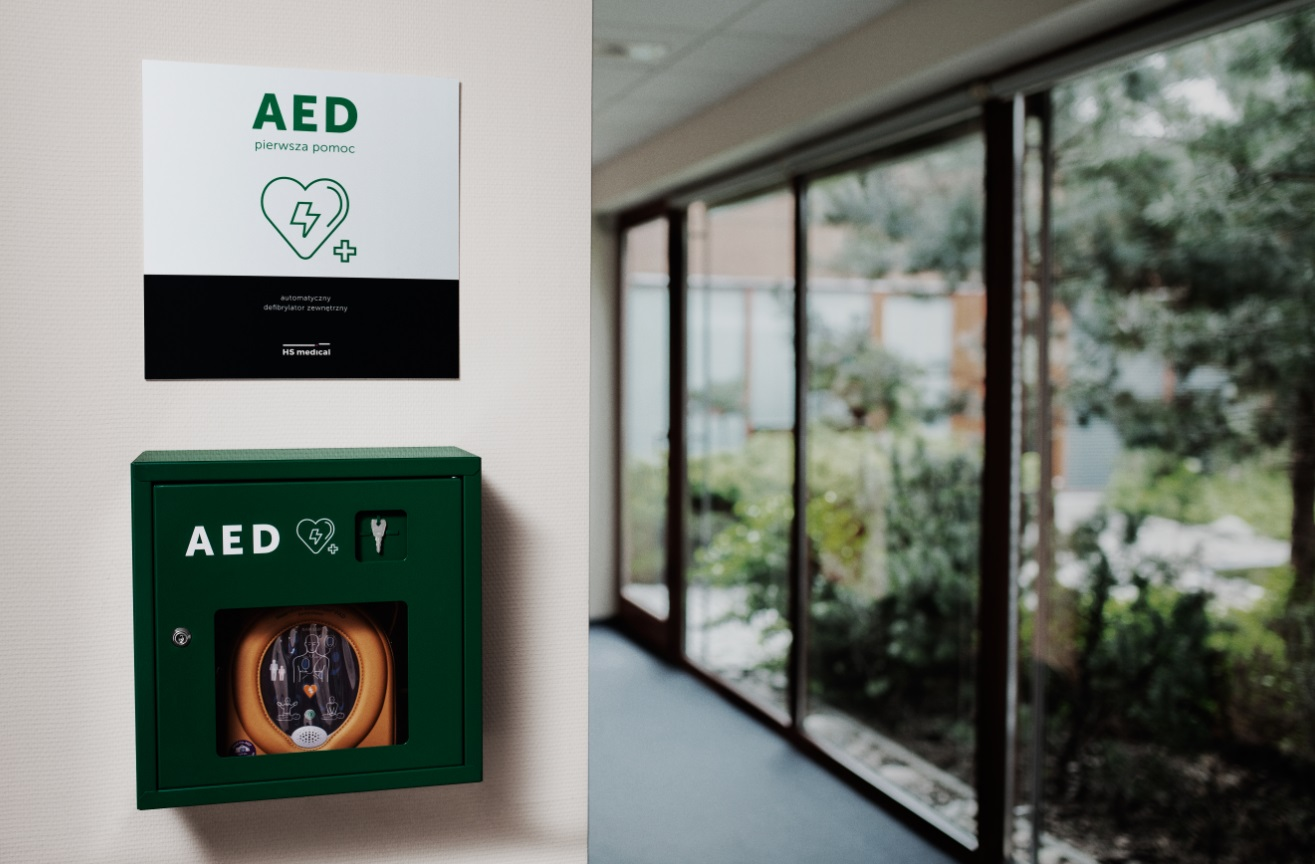 AED
pierwsza pomoc
automatyczny
defibrylator zewnętrzny
HS medical
AED